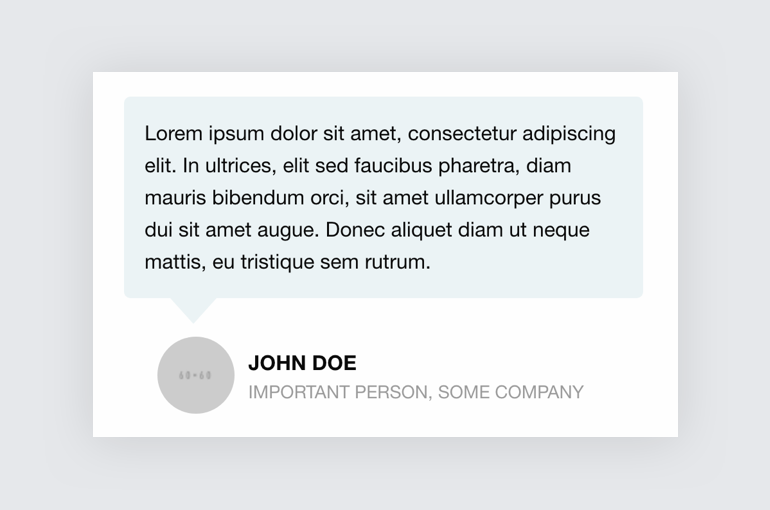 Lorem ipsum dolor sit amet, consectetur adipiscing
elit. In ultrices, elit sed faucibus pharetra, diam
mauris bibendum orci, sit amet ullamcorper purus
dui sit amet augue. Donec aliquet diam ut neque
mattis, eu tristique sem rutrum.
JOHN DOE
IMPORTANT PERSON, SOME COMPANY